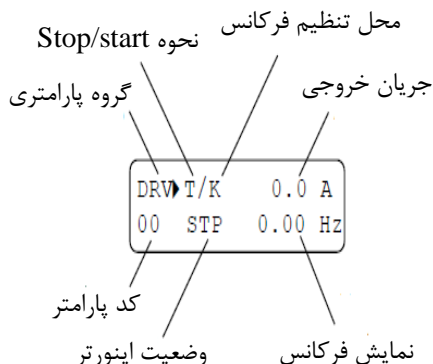 محل تنظیم فرکانس
نحوه Stop/start
جریان خروجی
گروه پارامتری
DRV▶T/K 0.0 A
00 STP 0.00 Hz
کد پارامتر
وضعیت اینورتر
نمایش فرکانس